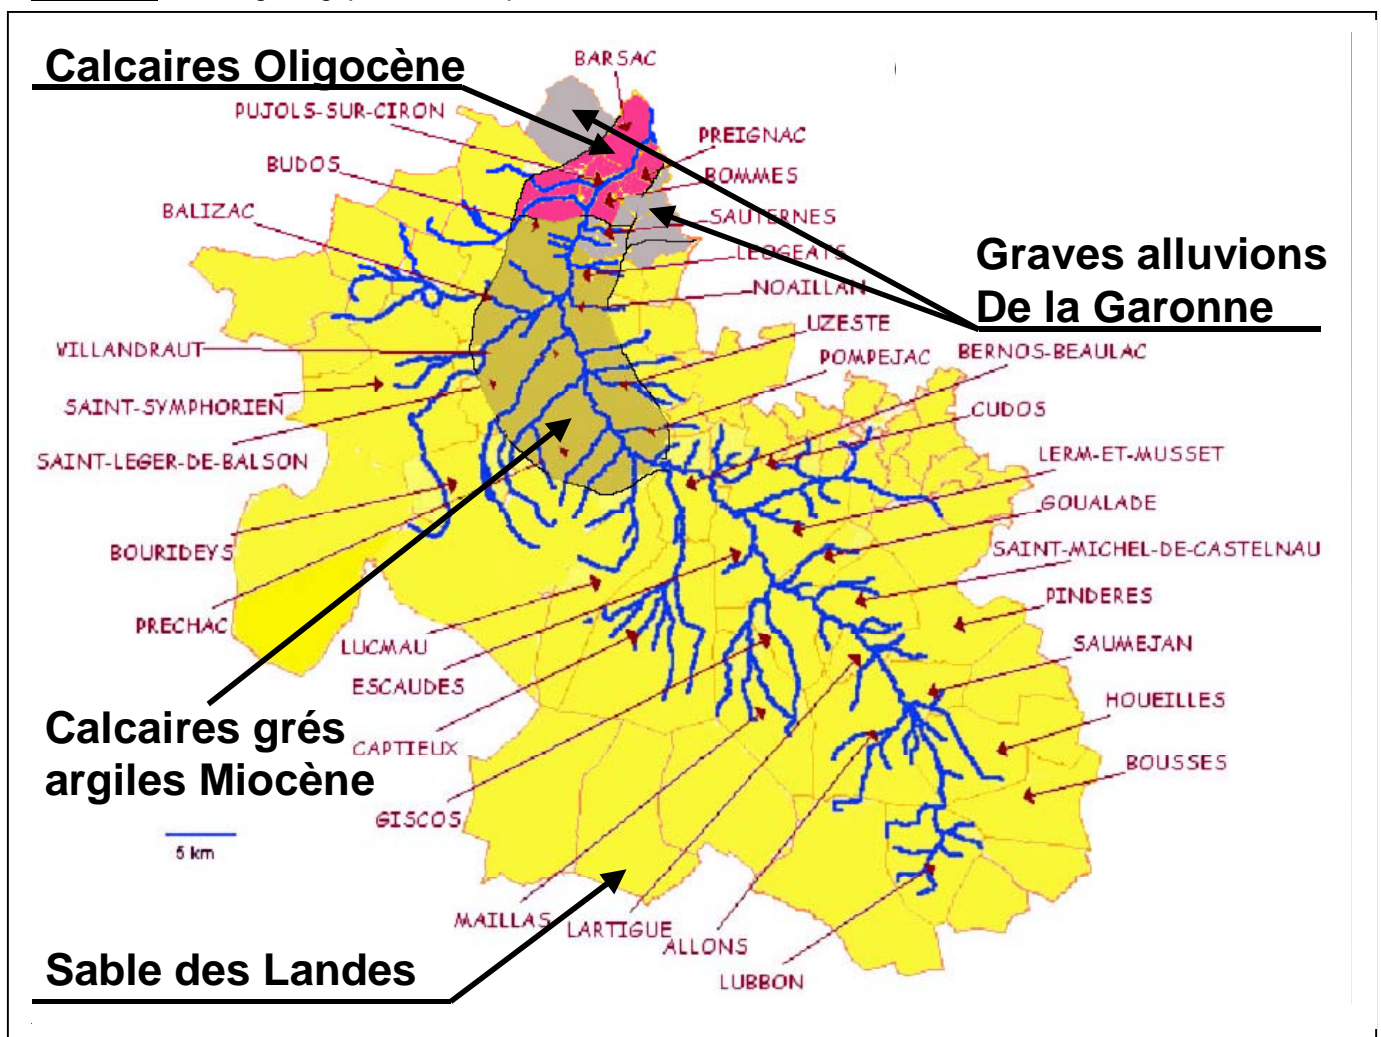 Calcaires Oligocène
BARSAC
PUJOLS-SUR-CIRON
PREIGNAC
BUDOS
BOMMES
BALIZAC
SAUTERNES
LEOGEATS
Graves alluvions
De la Garonne
NOAILLAN
UZESTE
VILLANDRAUT
POMPEJAC
BERNOS-BEAULAC
SAINT-SYMPHORIEN
CUDOS
SAINT-LEGER-DE-BALSON
LERM-ET-MUSSET
GOUALADE
BOURIDEYS
SAINT-MICHEL-DE-CASTELNAU
PINDERES
PRECHAC
LUCMAU
SAUMEJAN
ESCAUDES
HOUEILLES
Calcaires grés
argiles Miocène
CAPTIEUX
BOUSSES
GISCOS
5 km
MAILLAS
LARTIGUE
ALLONS
Sable des Landes
LUBBON